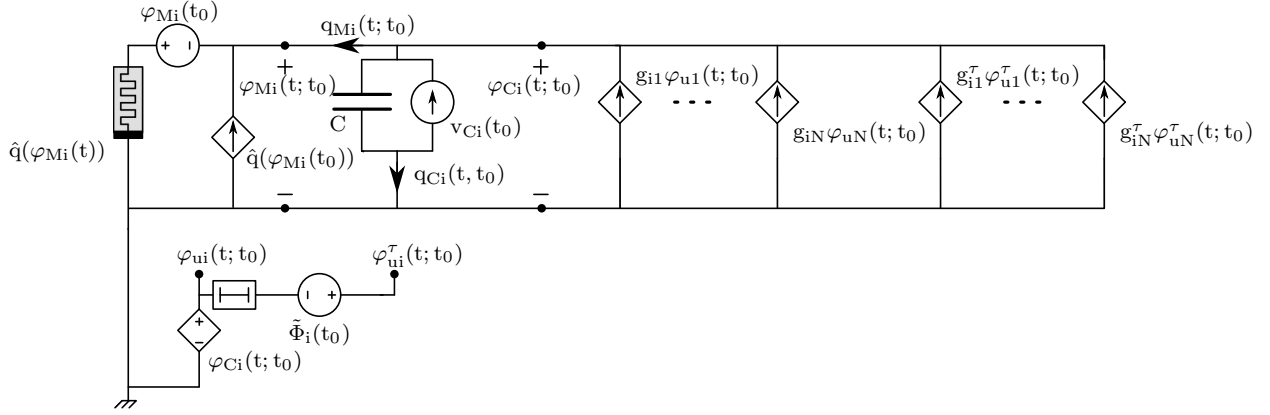 φMi(t0)
qMi(t; t0)
+ -
+
+
φMi(t; t0)
φCi(t; t0)
gi1φu1(t; t0)
gτi1φτu1(t; t0)
C
vCi(t0)
giNφuN(t; t0)
gτiNφτuN(t; t0)
q̂(φMi(t))
q̂(φMi(t0))
qCi(t, t0)
−
−
φui(t; t0)
φτui(t; t0)
- +
+
−
Φ̃i(t0)
φCi(t; t0)